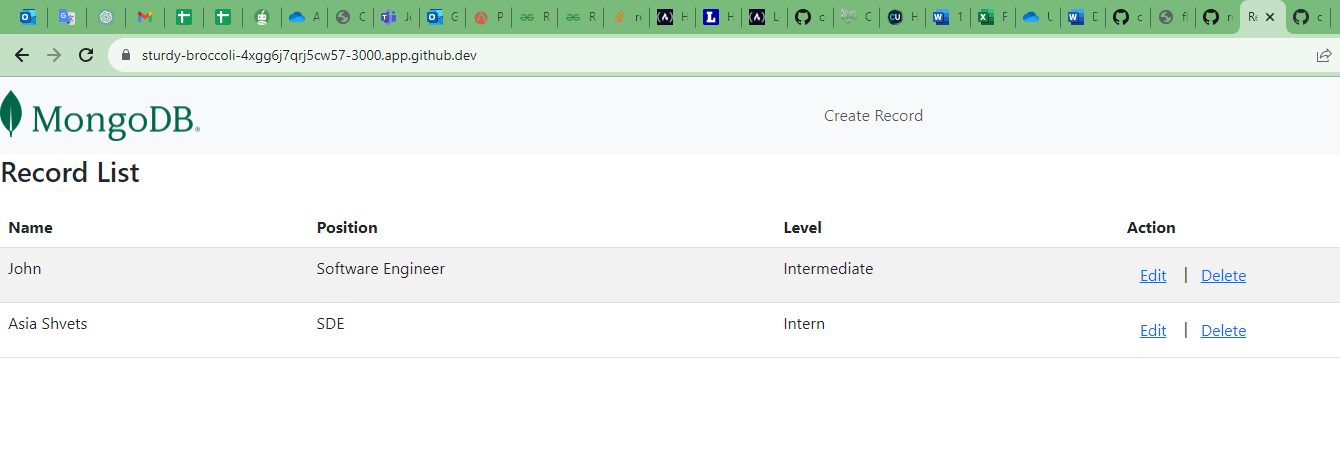 A C Jc G P R R r H H L c C H 1 F U D c fl r Re c
sturdy-broccoli-4xgg6j7qrj5cw57-3000.app.github.dev
MongoDB® Create Record
Record List
Name Position Level Action
John Software Engineer Intermediate Edit | Delete
Asia Shvets SDE Intern Edit | Delete